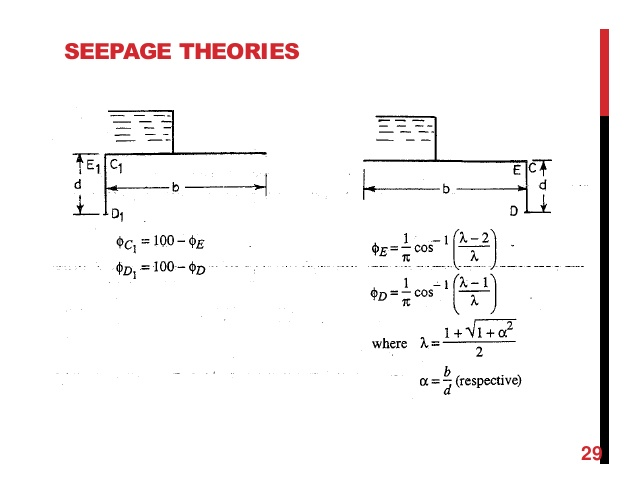 SEEPAGE THEORIES
E₁ C₁
d
b
D₁
E C
d
b
D
ϕC₁ = 100 − ϕE
ϕD₁ = 100 − ϕD
ϕE = 1/π cos⁻¹ ((λ − 2)/λ)
ϕD = 1/π cos⁻¹ ((λ − 1)/λ)
where λ = (1 + √(1 + α²))/2
α = b/d (respective)
29